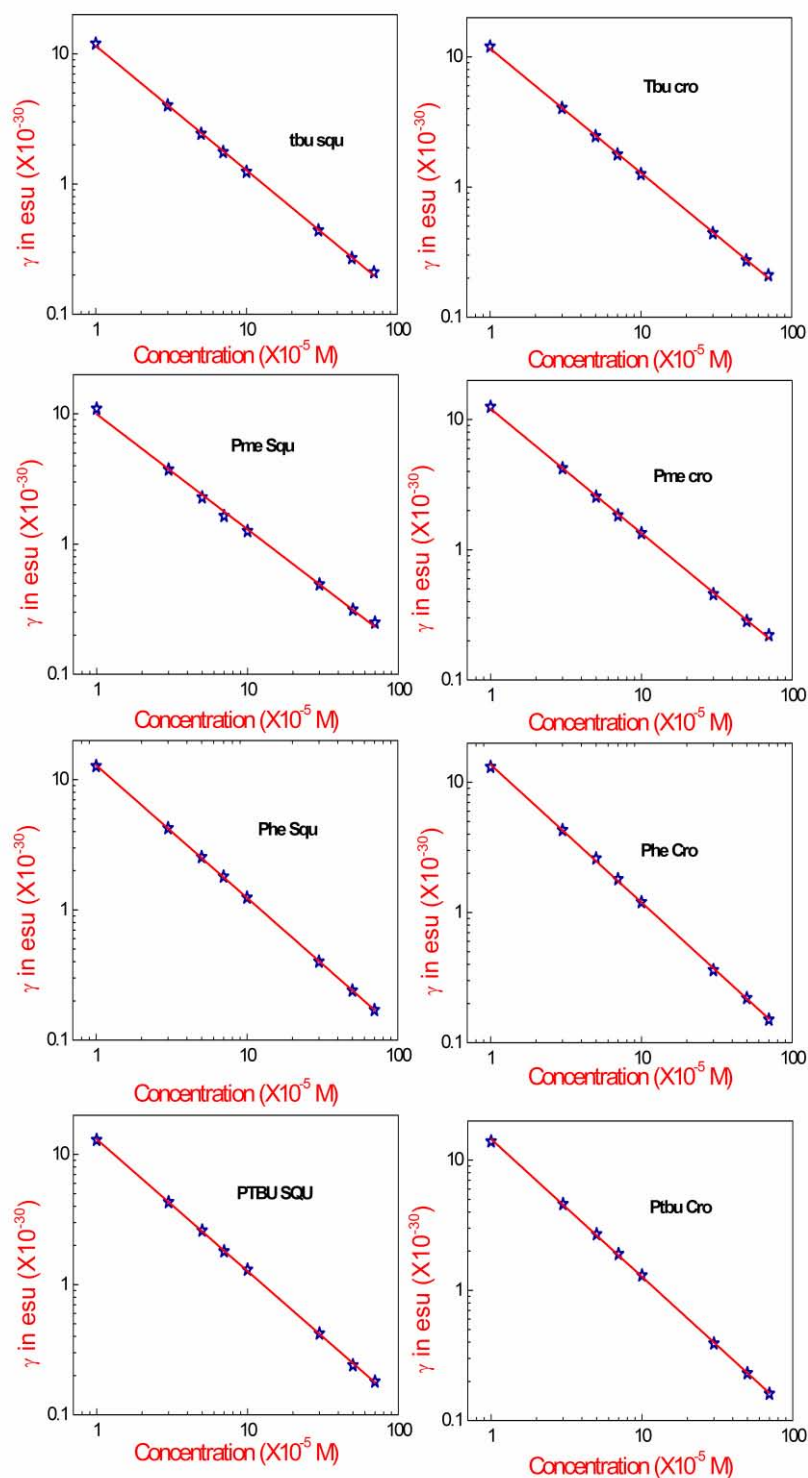 γ in esu (X10⁻³⁰)
10
1
0.1
tbu squ
1
10
100
Concentration (X10⁻⁵ M)
γ in esu (X10⁻³⁰)
10
1
0.1
Tbu cro
1
10
100
Concentration (X10⁻⁵ M)
γ in esu (X10⁻³⁰)
10
1
0.1
Pme Squ
1
10
100
Concentration (X10⁻⁵ M)
γ in esu (X10⁻³⁰)
10
1
0.1
Pme cro
1
10
100
Concentration (X10⁻⁵ M)
γ in esu (X10⁻³⁰)
10
1
0.1
Phe Squ
1
10
100
Concentration (X10⁻⁵ M)
γ in esu (X10⁻³⁰)
10
1
0.1
Phe Cro
1
10
100
Concentration (X10⁻⁵ M)
γ in esu (X10⁻³⁰)
10
1
0.1
PTBU SQU
1
10
100
Concentration (X10⁻⁵ M)
γ in esu (X10⁻³⁰)
10
1
0.1
Ptbu Cro
1
10
100
Concentration (X10⁻⁵ M)